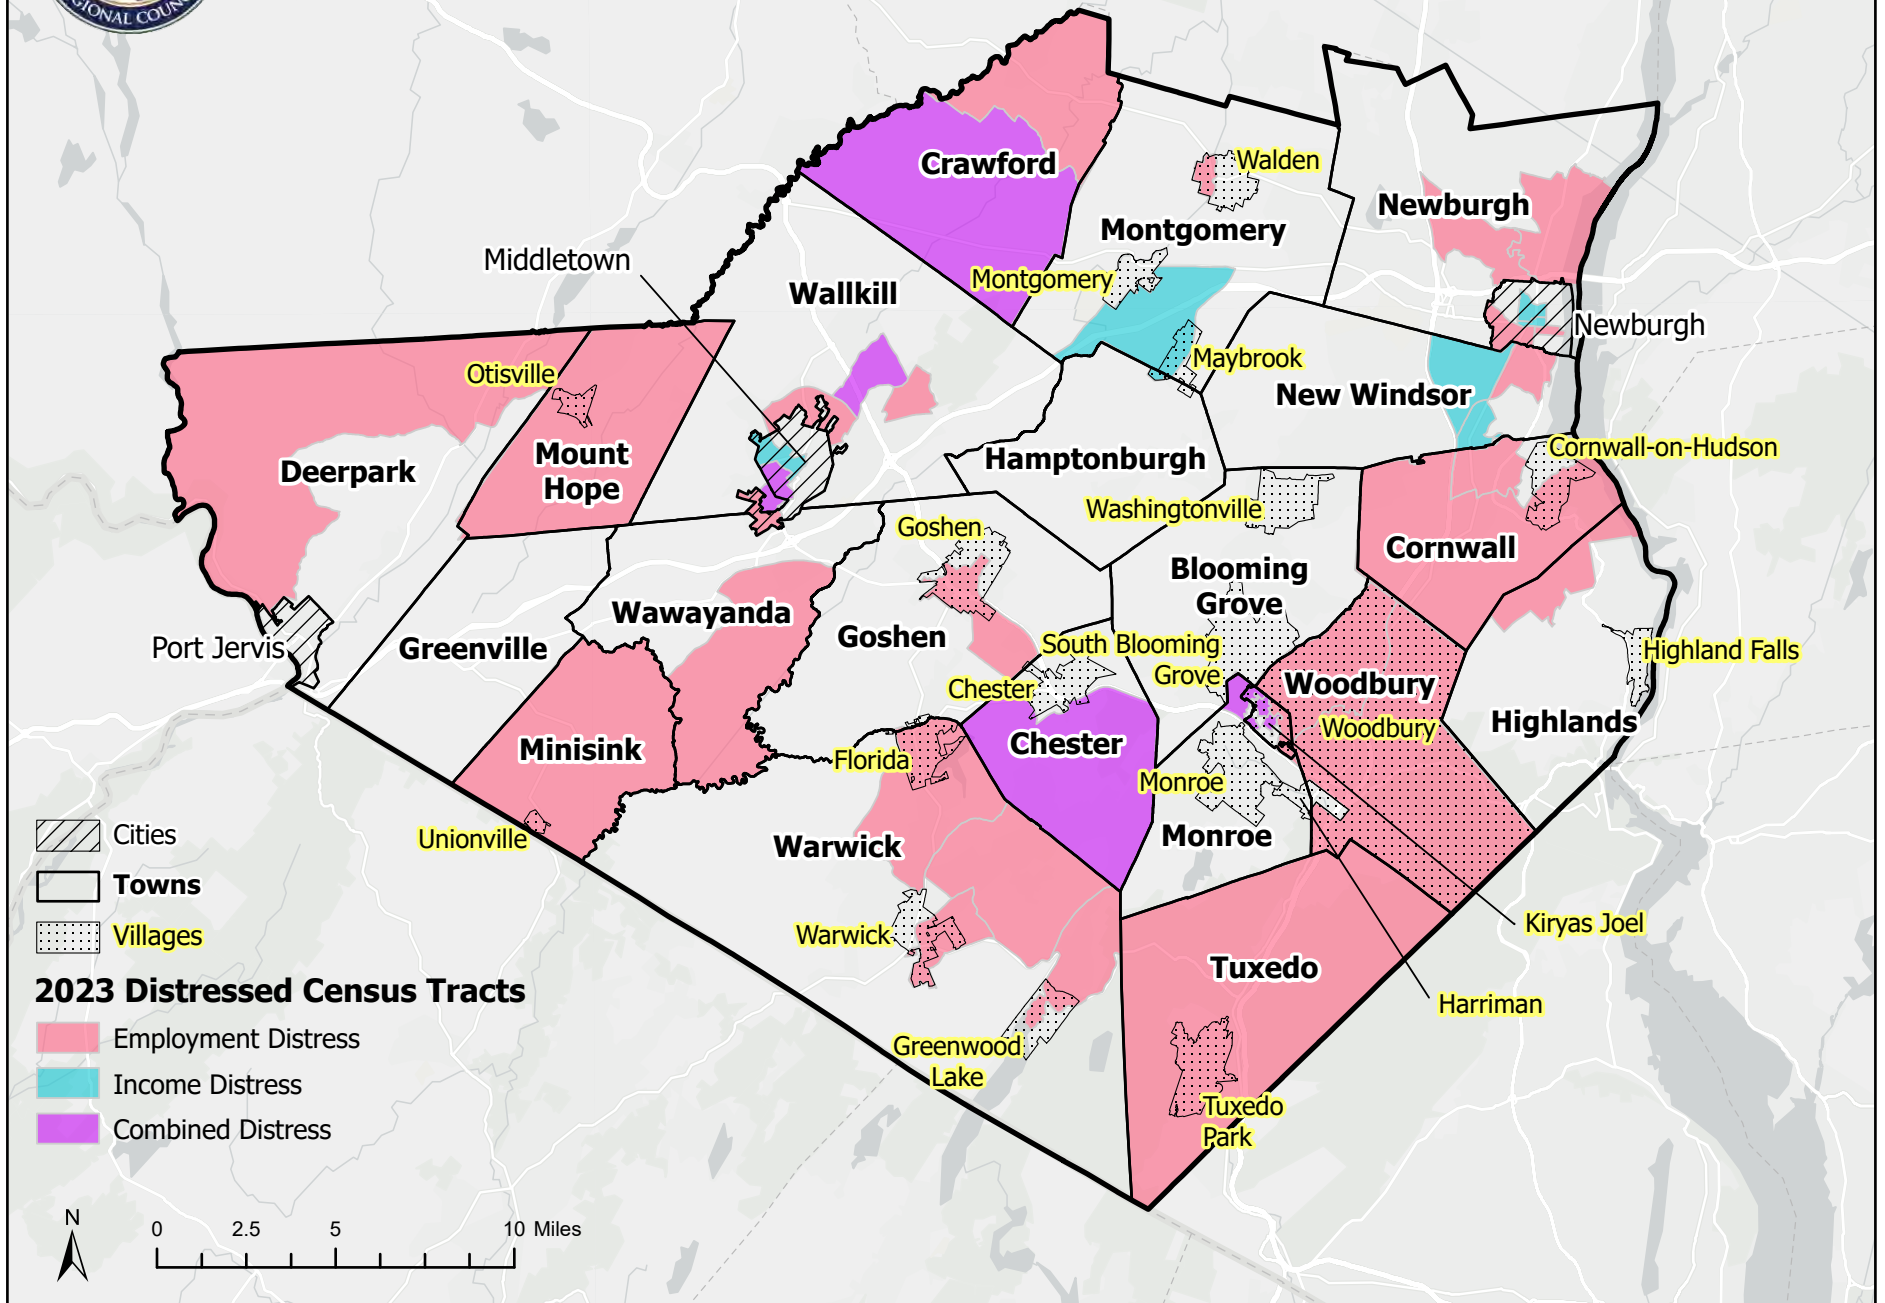 GIONAL COUNC
Crawford
Walden
Newburgh
Montgomery
Middletown
Montgomery
Wallkill
Newburgh
Maybrook
Otisville
New Windsor
Cornwall-on-Hudson
Mount
Hope
Hamptonburgh
Deerpark
Washingtonville
Goshen
Cornwall
Blooming
Grove
Wawayanda
Goshen
Port Jervis
Greenville
South Blooming
Grove
Highland Falls
Chester
Woodbury
Woodbury
Highlands
Minisink
Chester
Florida
Monroe
Cities
Unionville
Warwick
Monroe
Towns
Villages
Warwick
Kiryas Joel
Tuxedo
2023 Distressed Census Tracts
Harriman
Employment Distress
Greenwood
Lake
Income Distress
Tuxedo
Park
Combined Distress
N
0 2.5 5 10 Miles